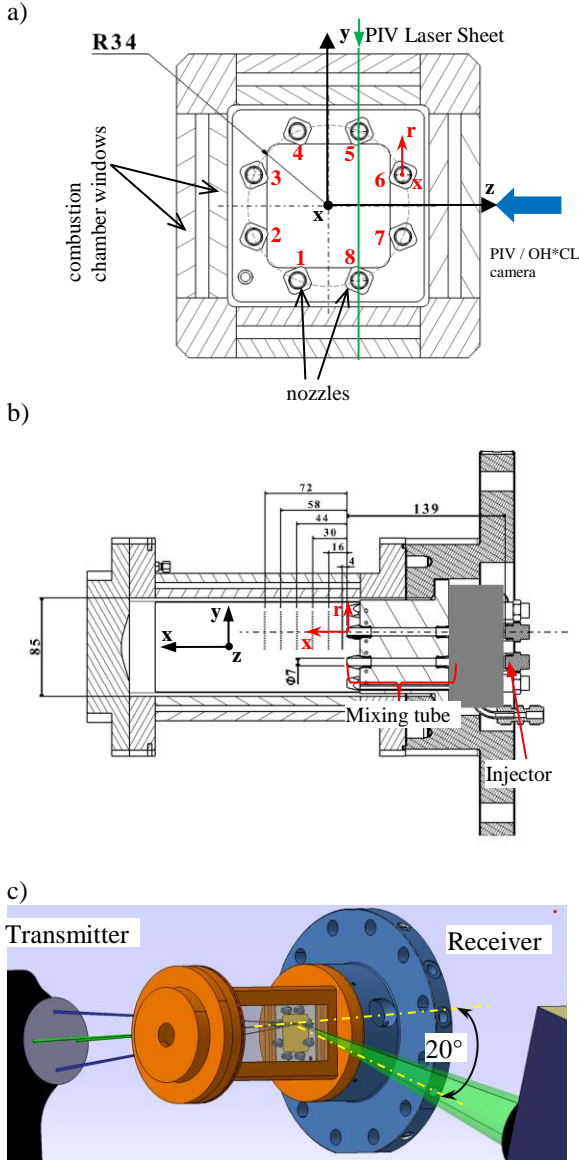 a)
y
PIV Laser Sheet
R34
4
5
r
3
6
x
z
x
combustion
chamber windows
2
7
1
8
PIV / OH*CL
camera
nozzles
b)
72
58
139
44
30
16
4
85
y
x
z
r
x
Φ7
Mixing tube
Injector
c)
Transmitter
Receiver
20°